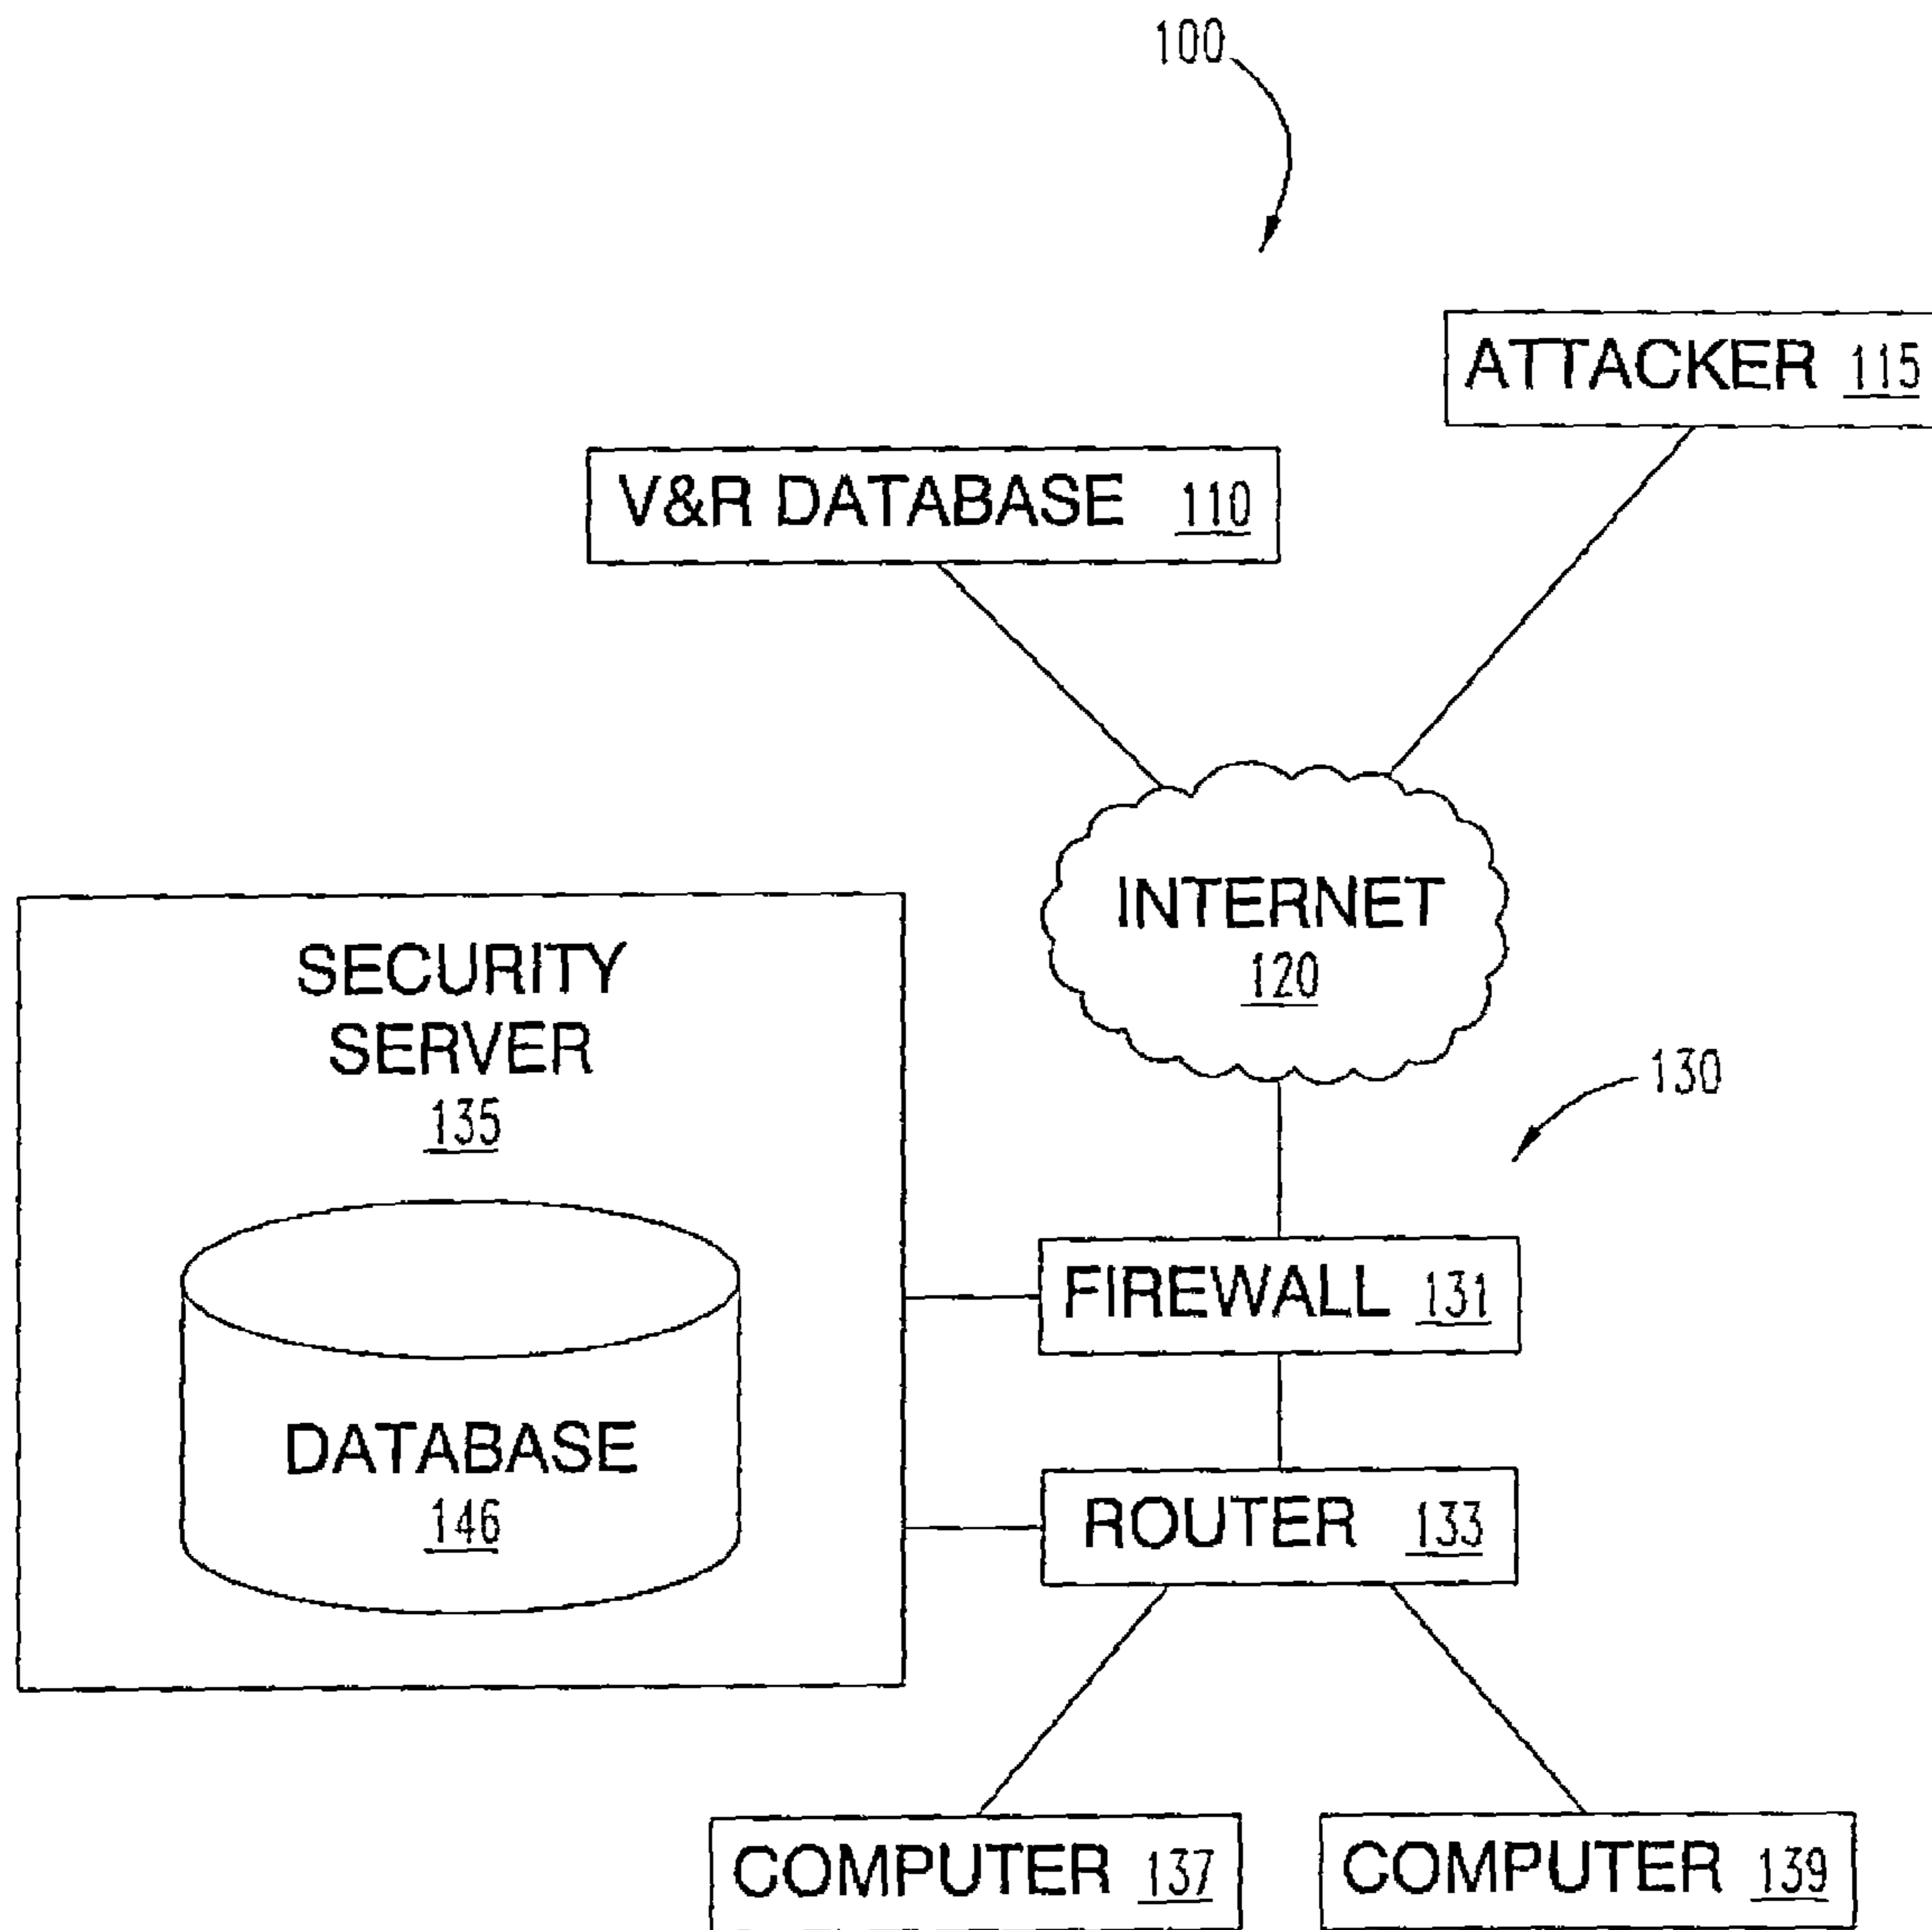 100
ATTACKER 115
V&R DATABASE 110
INTERNET
120
SECURITY
SERVER
135
130
FIREWALL 131
DATABASE
146
ROUTER 133
COMPUTER 137
COMPUTER 139